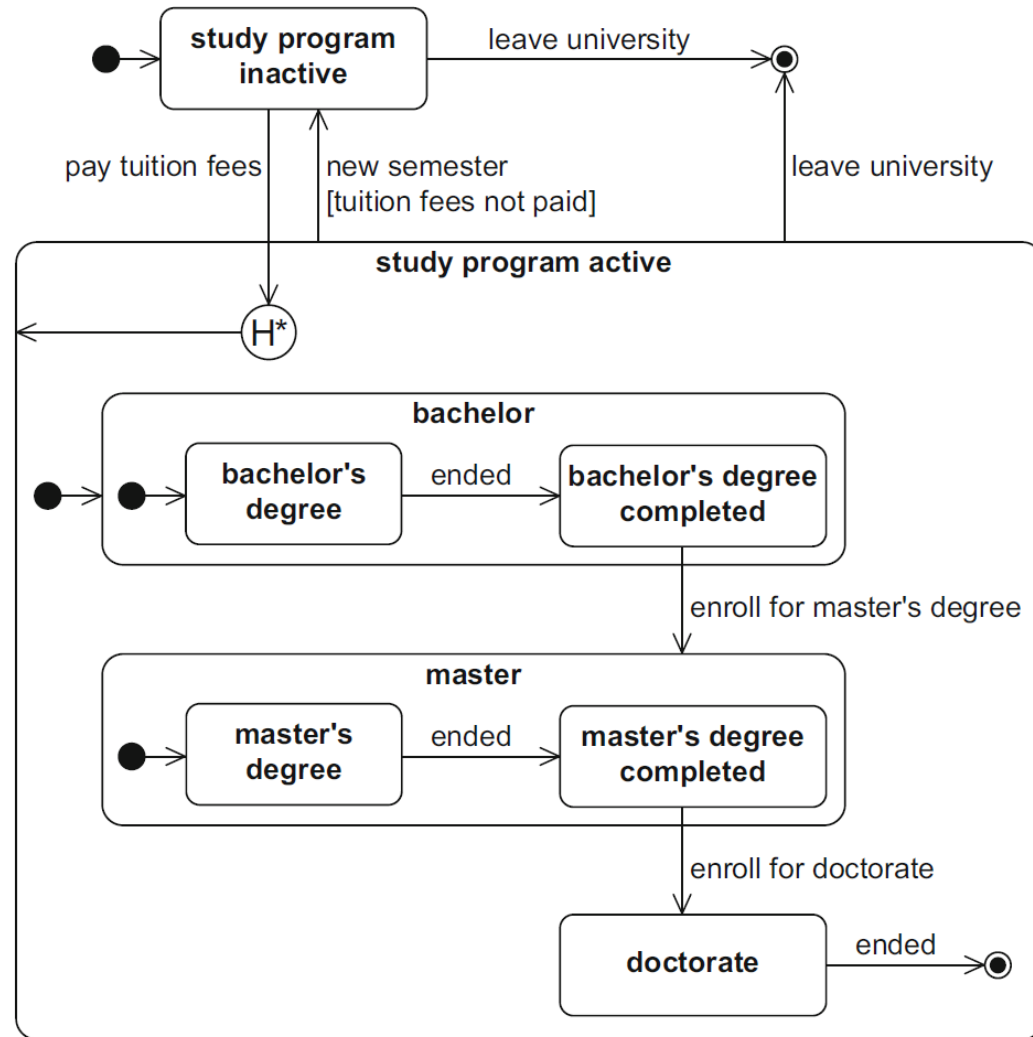 study program
inactive
leave university
pay tuition fees
new semester
[tuition fees not paid]
leave university
study program active
H*
bachelor
bachelor's
degree
ended
bachelor's degree
completed
enroll for master's degree
master
master's
degree
ended
master's degree
completed
enroll for doctorate
doctorate
ended